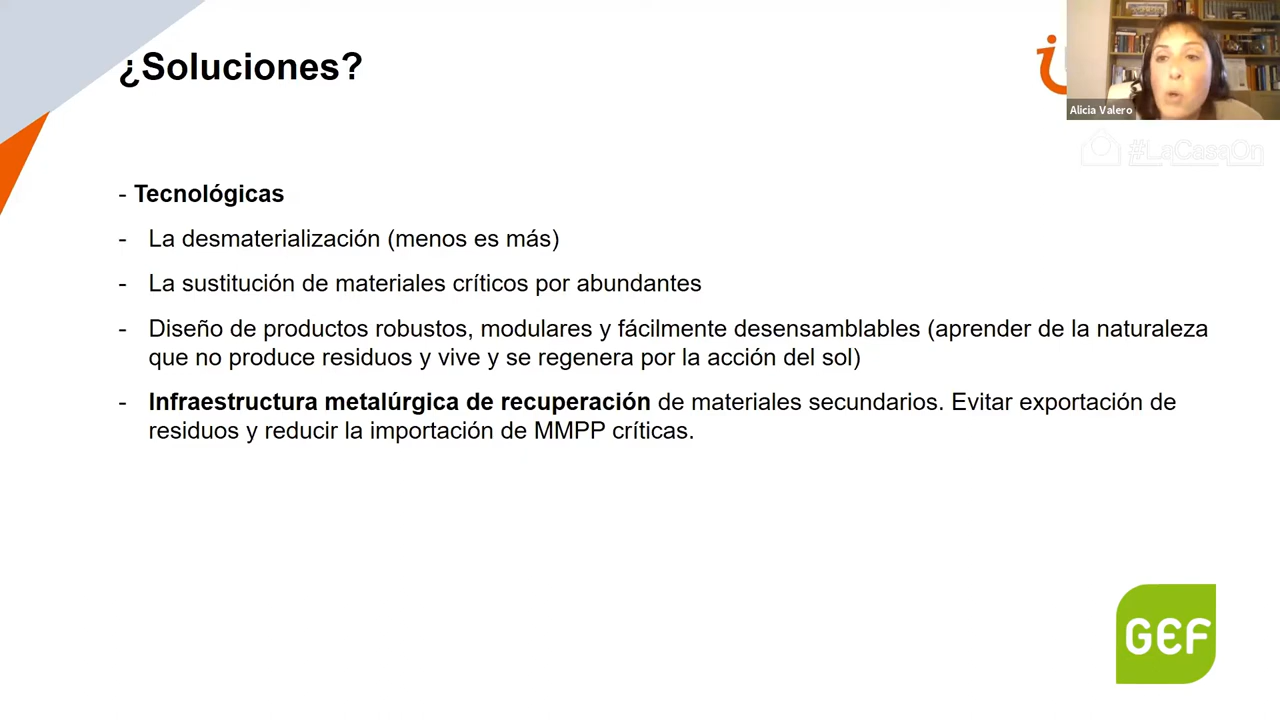 ¿Soluciones?
Alicia Valero
#LaCasaOn
- Tecnológicas
- La desmaterialización (menos es más)
- La sustitución de materiales críticos por abundantes
- Diseño de productos robustos, modulares y fácilmente desensamblables (aprender de la naturaleza
que no produce residuos y vive y se regenera por la acción del sol)
- Infraestructura metalúrgica de recuperación de materiales secundarios. Evitar exportación de
residuos y reducir la importación de MMPP críticas.
GEF